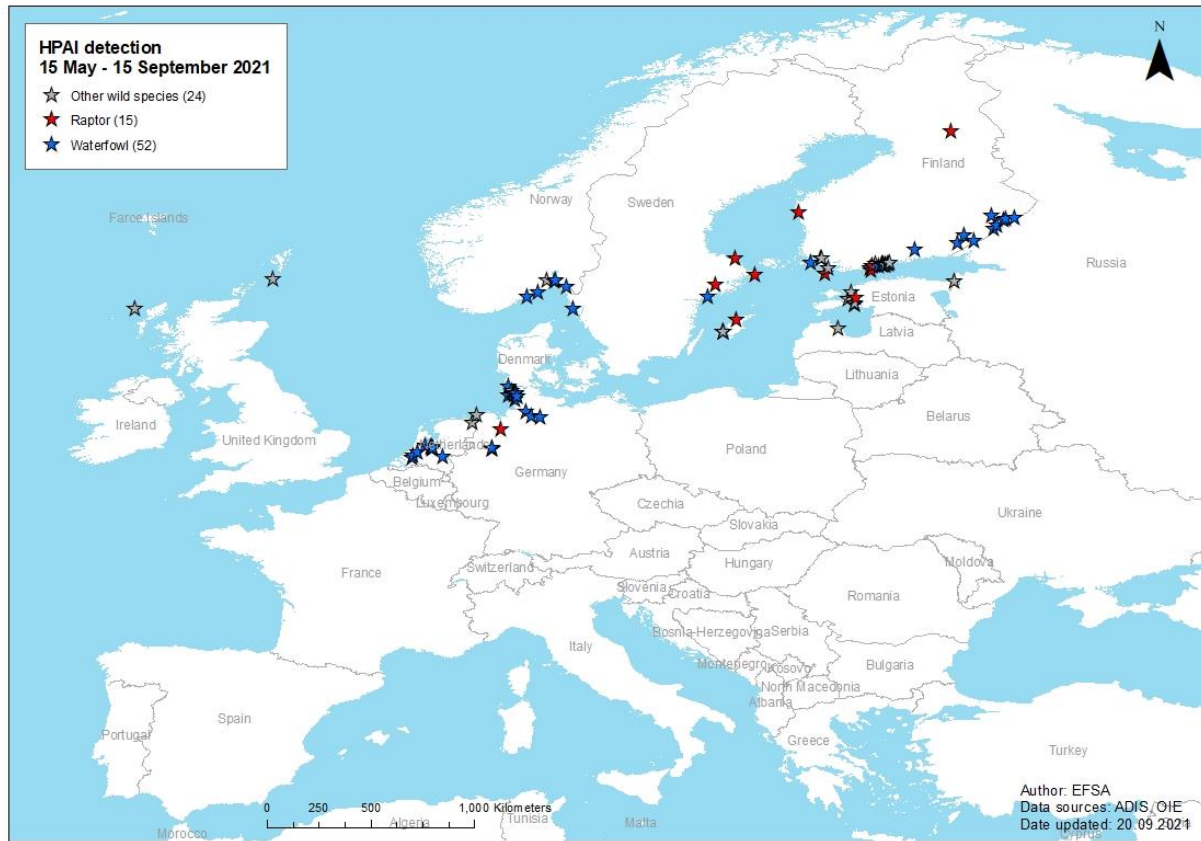 HPAI detection
15 May - 15 September 2021
Other wild species (24)
Raptor (15)
Waterfowl (52)
N
Finland
Norway
Sweden
Faroe Islands
Russia
Estonia
Latvia
Denmark
Lithuania
Ireland
United Kingdom
Belarus
Netherlands
Poland
Germany
Belgium
Luxembourg
Czechia
Ukraine
Slovakia
Austria
Hungary
Moldova
France
Switzerland
Slovenia
Croatia
Romania
Bosnia-Herzegovina
Serbia
Italy
Montenegro
Kosovo
Bulgaria
North Macedonia
Albania
Portugal
Spain
Greece
Turkey
0 250 500 1,000 Kilometers
Algeria
Tunisia
Malta
Morocco
Cyprus
Author: EFSA
Data sources: ADIS, OIE
Date updated: 20.09.2021